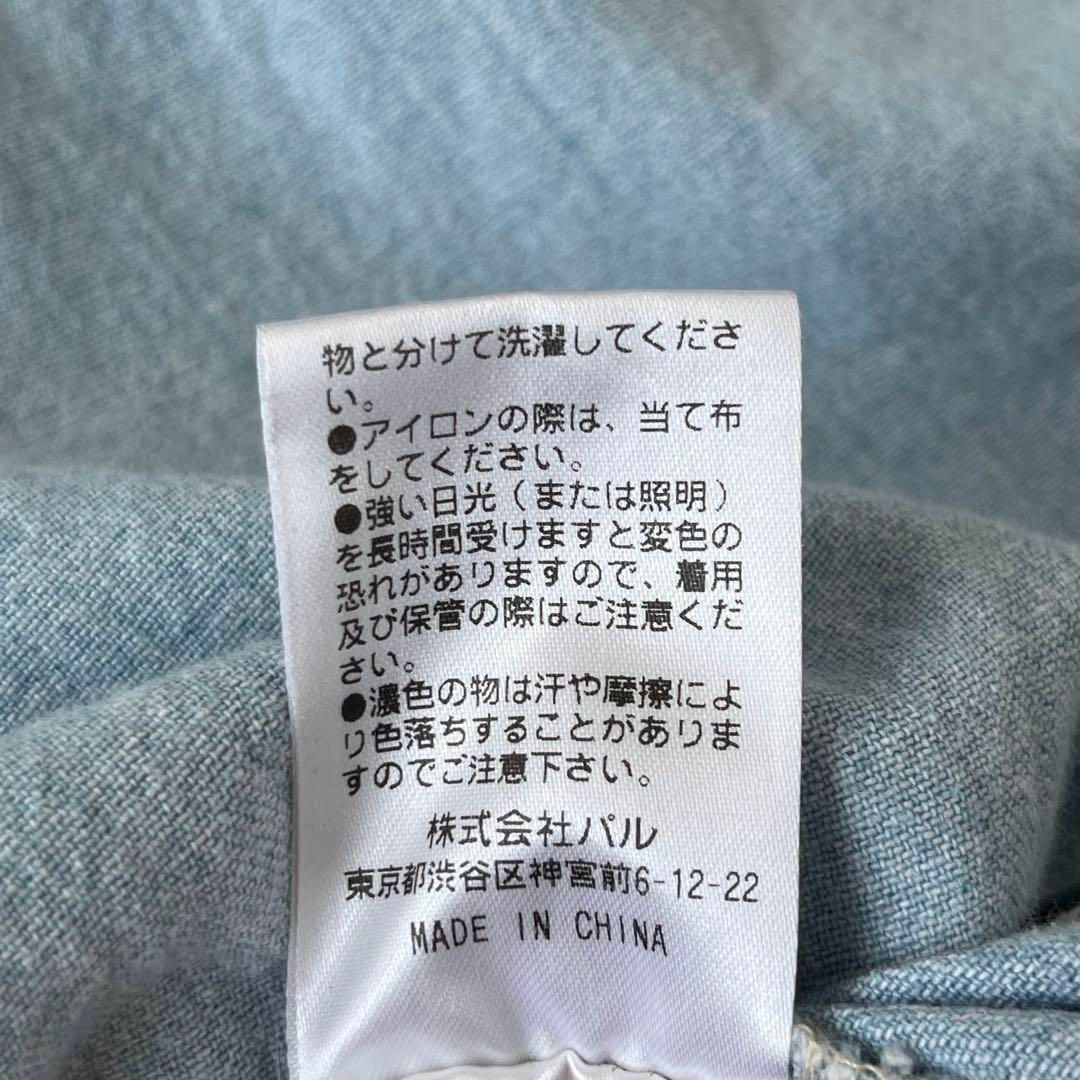 物と分けて洗濯してくださ
い。
●アイロンの際は、当て布
をしてください。
●強い日光（または照明）
を長時間受けますと変色の
恐れがありますので、着用
及び保管の際はご注意くだ
さい。
●濃色の物は汗や摩擦によ
り色落ちすることがありま
すのでご注意下さい。
株式会社パル
東京都渋谷区神宮前6-12-22
MADE IN CHINA